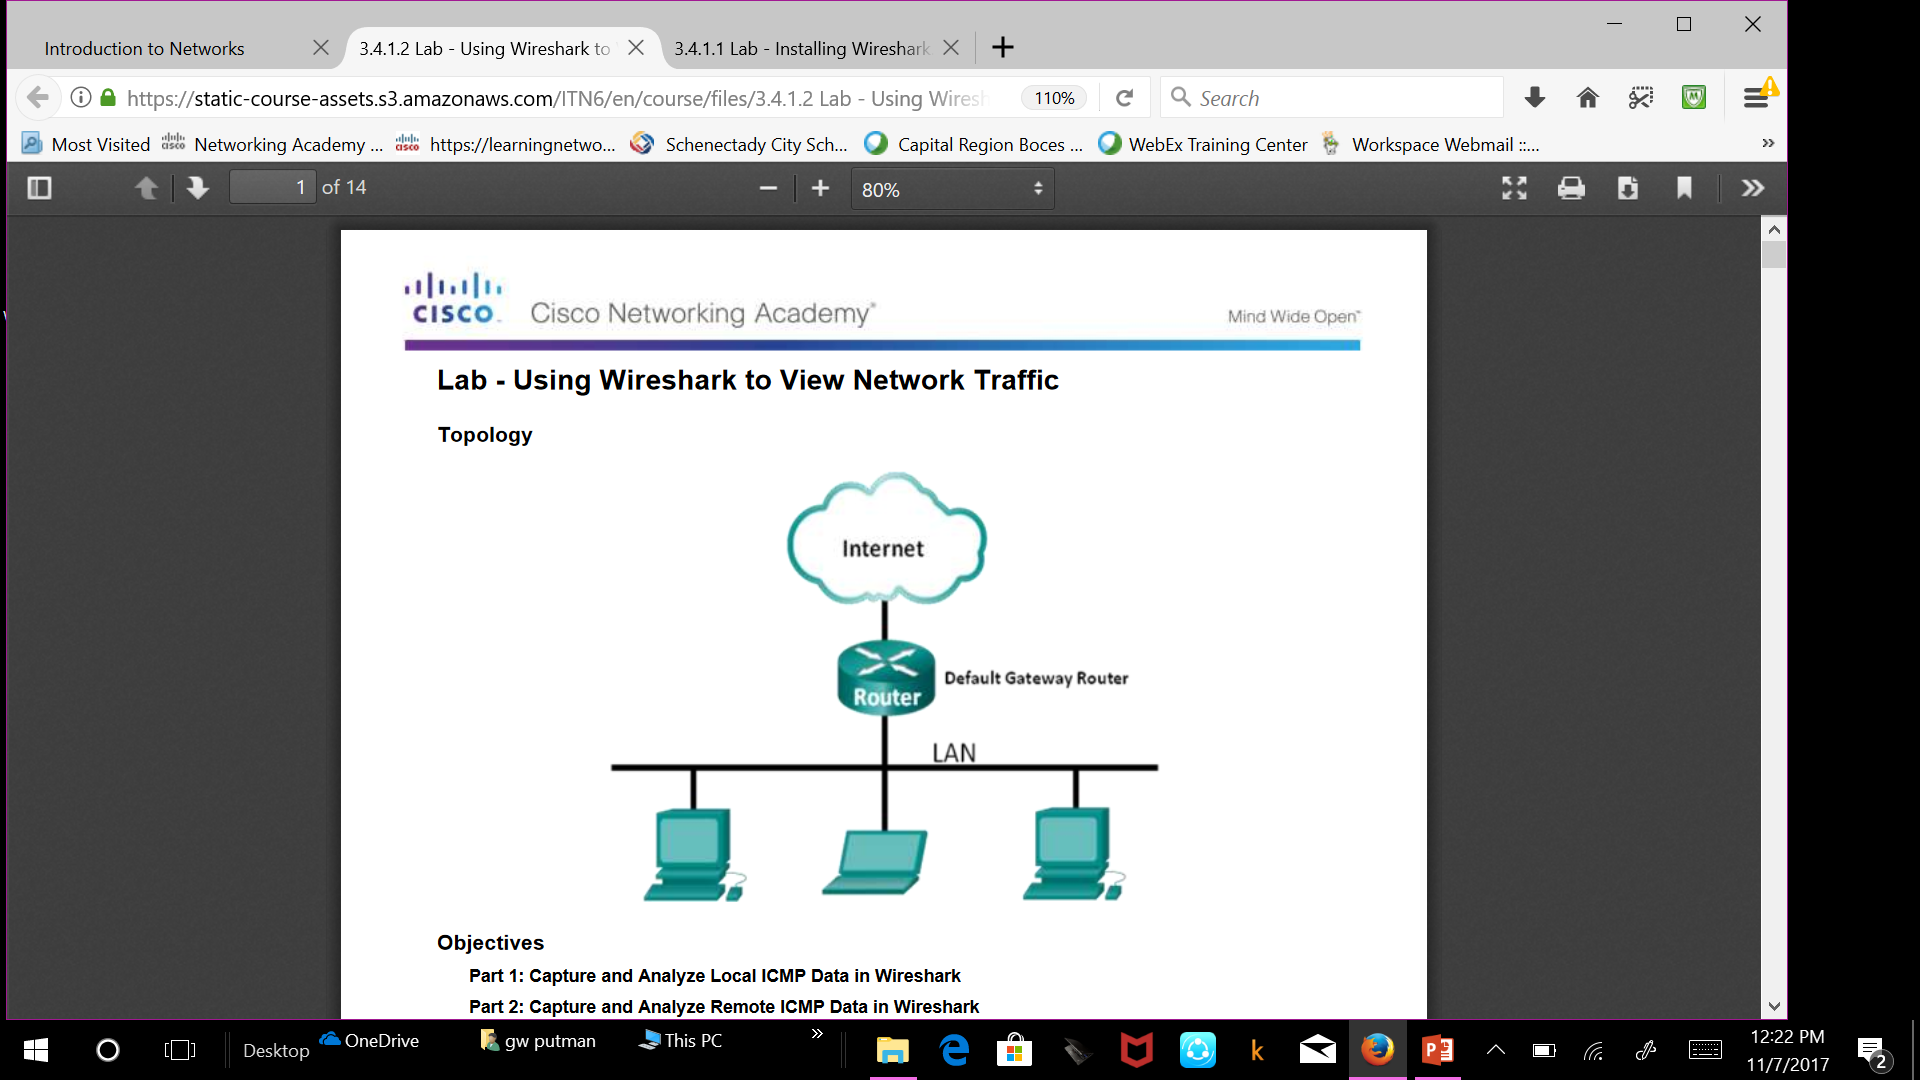 Introduction to Networks
3.4.1.2 Lab - Using Wireshark to
3.4.1.1 Lab - Installing Wireshark
https://static-course-assets.s3.amazonaws.com/ITN6/en/course/files/3.4.1.2 Lab - Using Wiresh
110%
Search
Most Visited
Networking Academy ...
https://learningnetwo...
Schenectady City Sch...
Capital Region Boces ...
WebEx Training Center
Workspace Webmail ::...
1 of 14
80%
CISCO
Cisco Networking Academy®
Mind Wide Open™
Lab - Using Wireshark to View Network Traffic
Topology
Internet
Router
Default Gateway Router
LAN
Objectives
Part 1: Capture and Analyze Local ICMP Data in Wireshark
Part 2: Capture and Analyze Remote ICMP Data in Wireshark
Desktop
OneDrive
gw putman
This PC
k
12:22 PM
11/7/2017
2